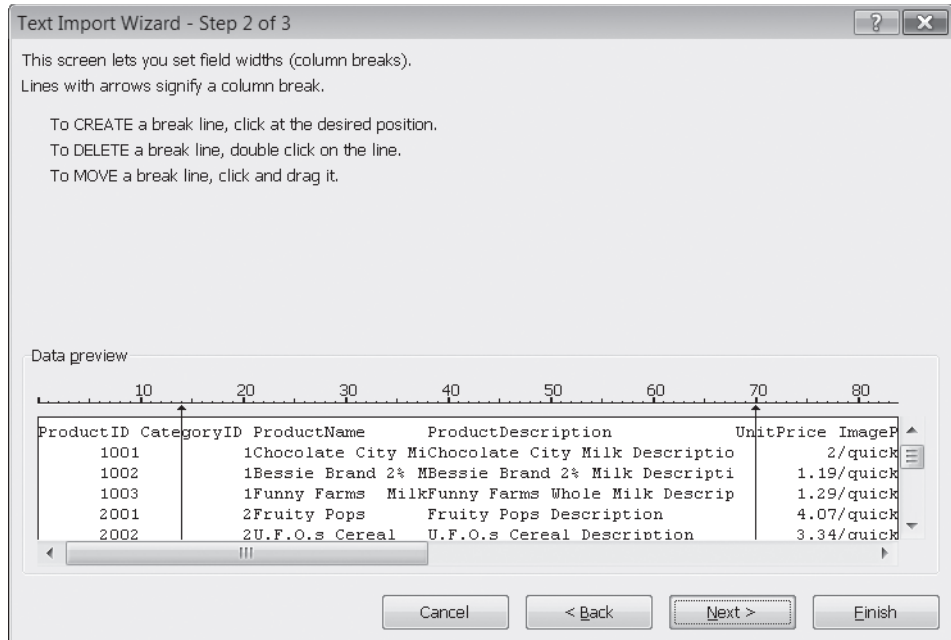 Text Import Wizard - Step 2 of 3
This screen lets you set field widths (column breaks).
Lines with arrows signify a column break.
To CREATE a break line, click at the desired position.
To DELETE a break line, double click on the line.
To MOVE a break line, click and drag it.
Data preview
10 20 30 40 50 60 70 80
ProductID CategoryID ProductName ProductDescription UnitPrice ImageP
1001 1Chocolate City MiChocolate City Milk Descriptio 2/quick
1002 1Bessie Brand 2% MBessie Brand 2% Milk Descripti 1.19/quick
1003 1Funny Farms MilkFunny Farms Whole Milk Descrip 1.29/quick
2001 2Fruity Pops Fruity Pops Description 4.07/quick
2002 2U.F.O.s Cereal U.F.O.s Cereal Description 3.34/quick
Cancel < Back Next > Finish